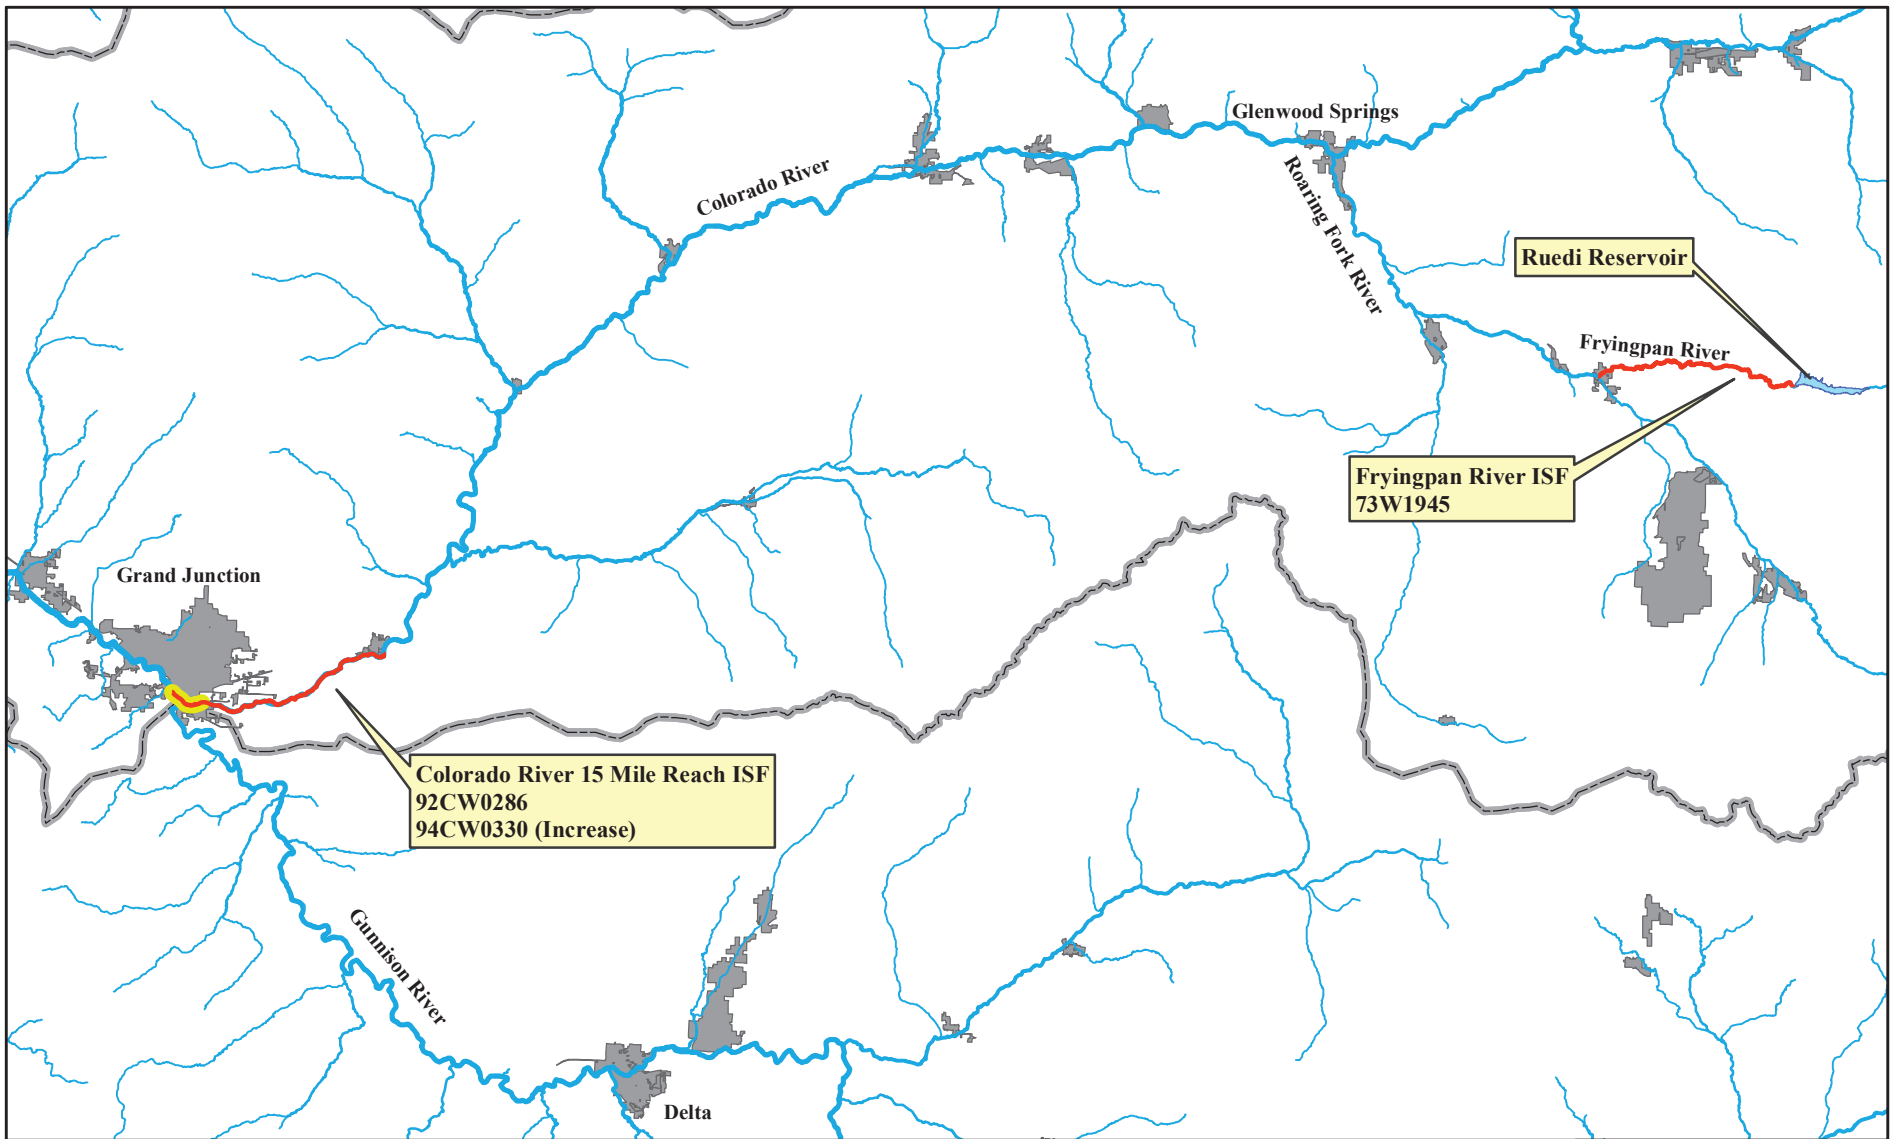 Glenwood Springs
Colorado River
Roaring Fork River
Ruedi Reservoir
Fryingpan River
Fryingpan River ISF
73W1945
Grand Junction
Colorado River 15 Mile Reach ISF
92CW0286
94CW0330 (Increase)
Gunnison River
Delta